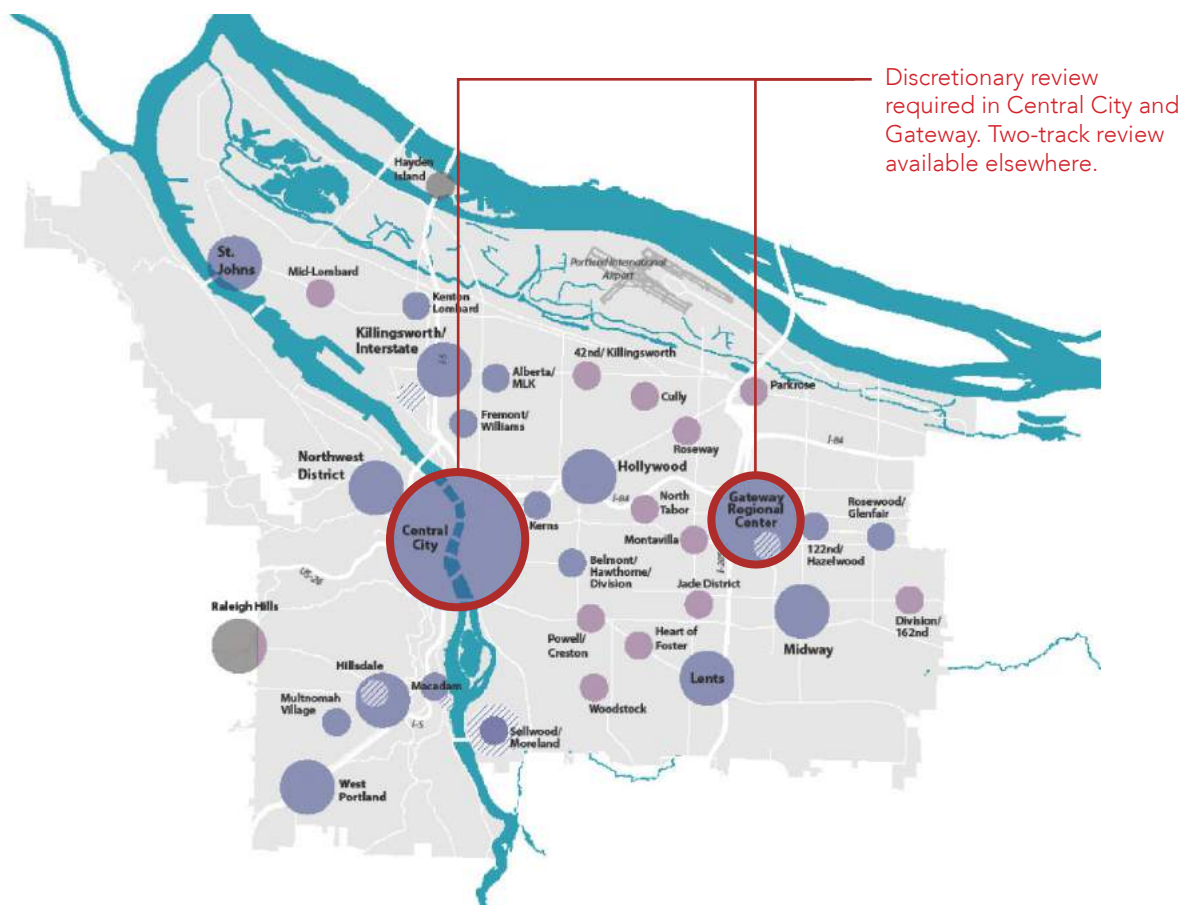 Discretionary review
required in Central City and
Gateway. Two-track review
available elsewhere.
Hayden
Island
Portland International
Airport
St.
Johns
Mid-Lombard
Kenton
Lombard
Killingsworth/
Interstate
I-5
Alberta/
MLK
42nd/ Killingsworth
Cully
Parkrose
Fremont/
Williams
Roseway
I-84
Northwest
District
Hollywood
I-84
North
Tabor
Gateway
Regional
Center
Rosewood/
Glenfair
Central
City
Kerns
Montavilla
122nd/
Hazelwood
I-205
Belmont/
Hawthorne/
Division
US-26
Jade District
Raleigh Hills
Powell/
Creston
Heart of
Foster
Midway
Division/
162nd
Hillsdale
Macadam
Lents
Multnomah
Village
I-5
Woodstock
Sellwood/
Moreland
West
Portland